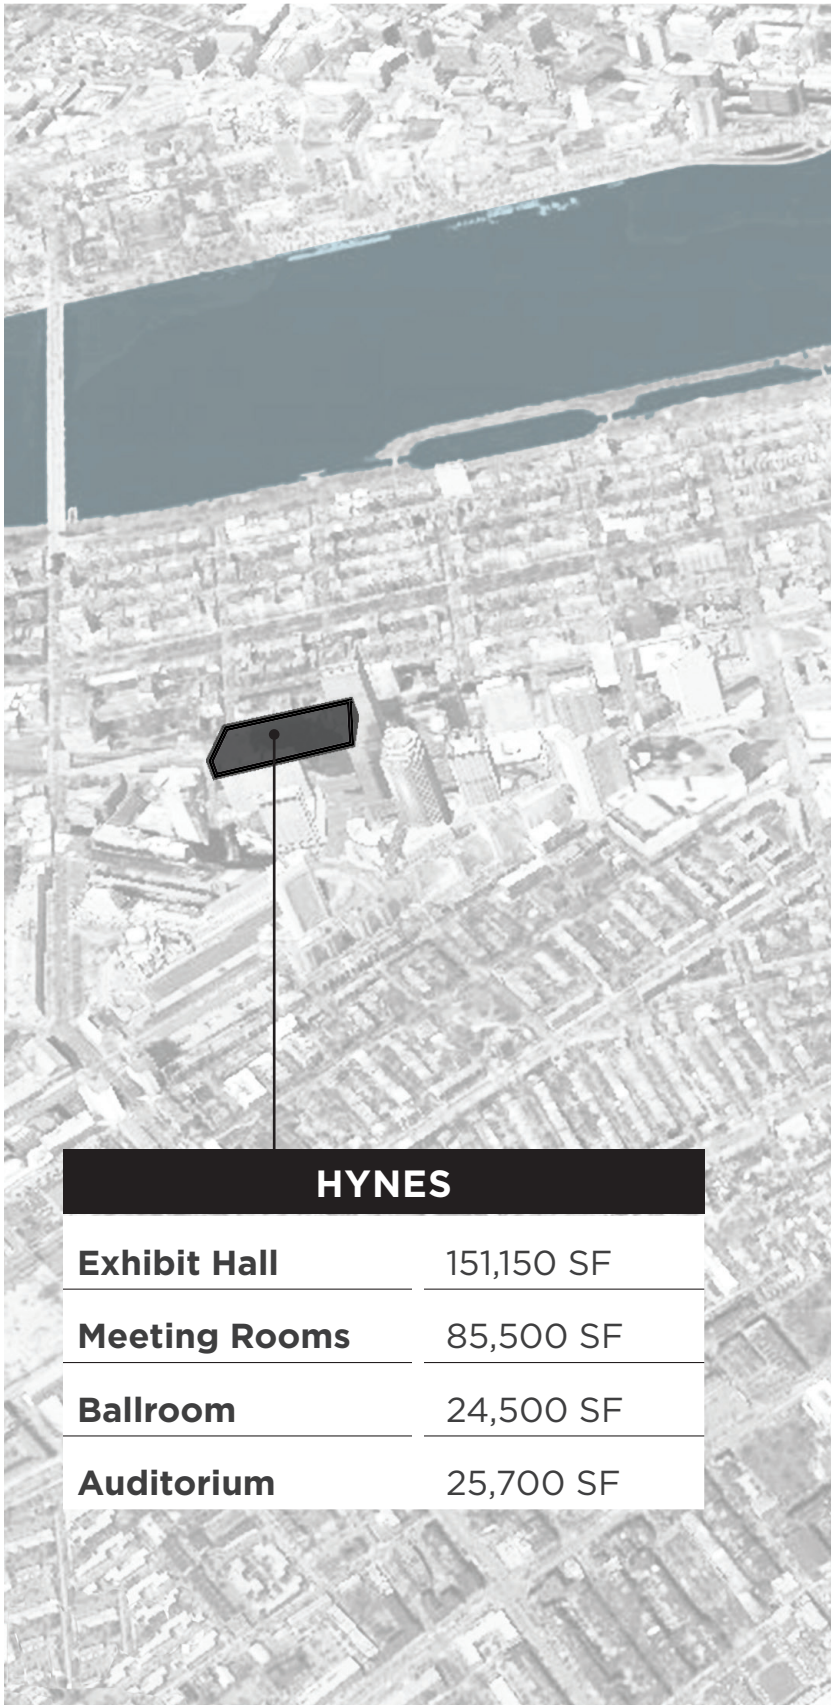 HYNES
Exhibit Hall 151,150 SF
Meeting Rooms 85,500 SF
Ballroom 24,500 SF
Auditorium 25,700 SF